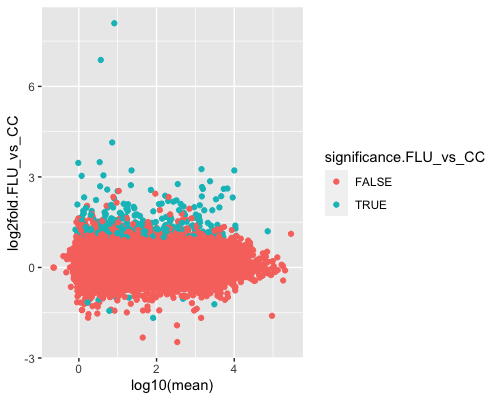 6
3
0
-3
log2fold.FLU_vs_CC
0 2 4
log10(mean)
significance.FLU_vs_CC
FALSE
TRUE